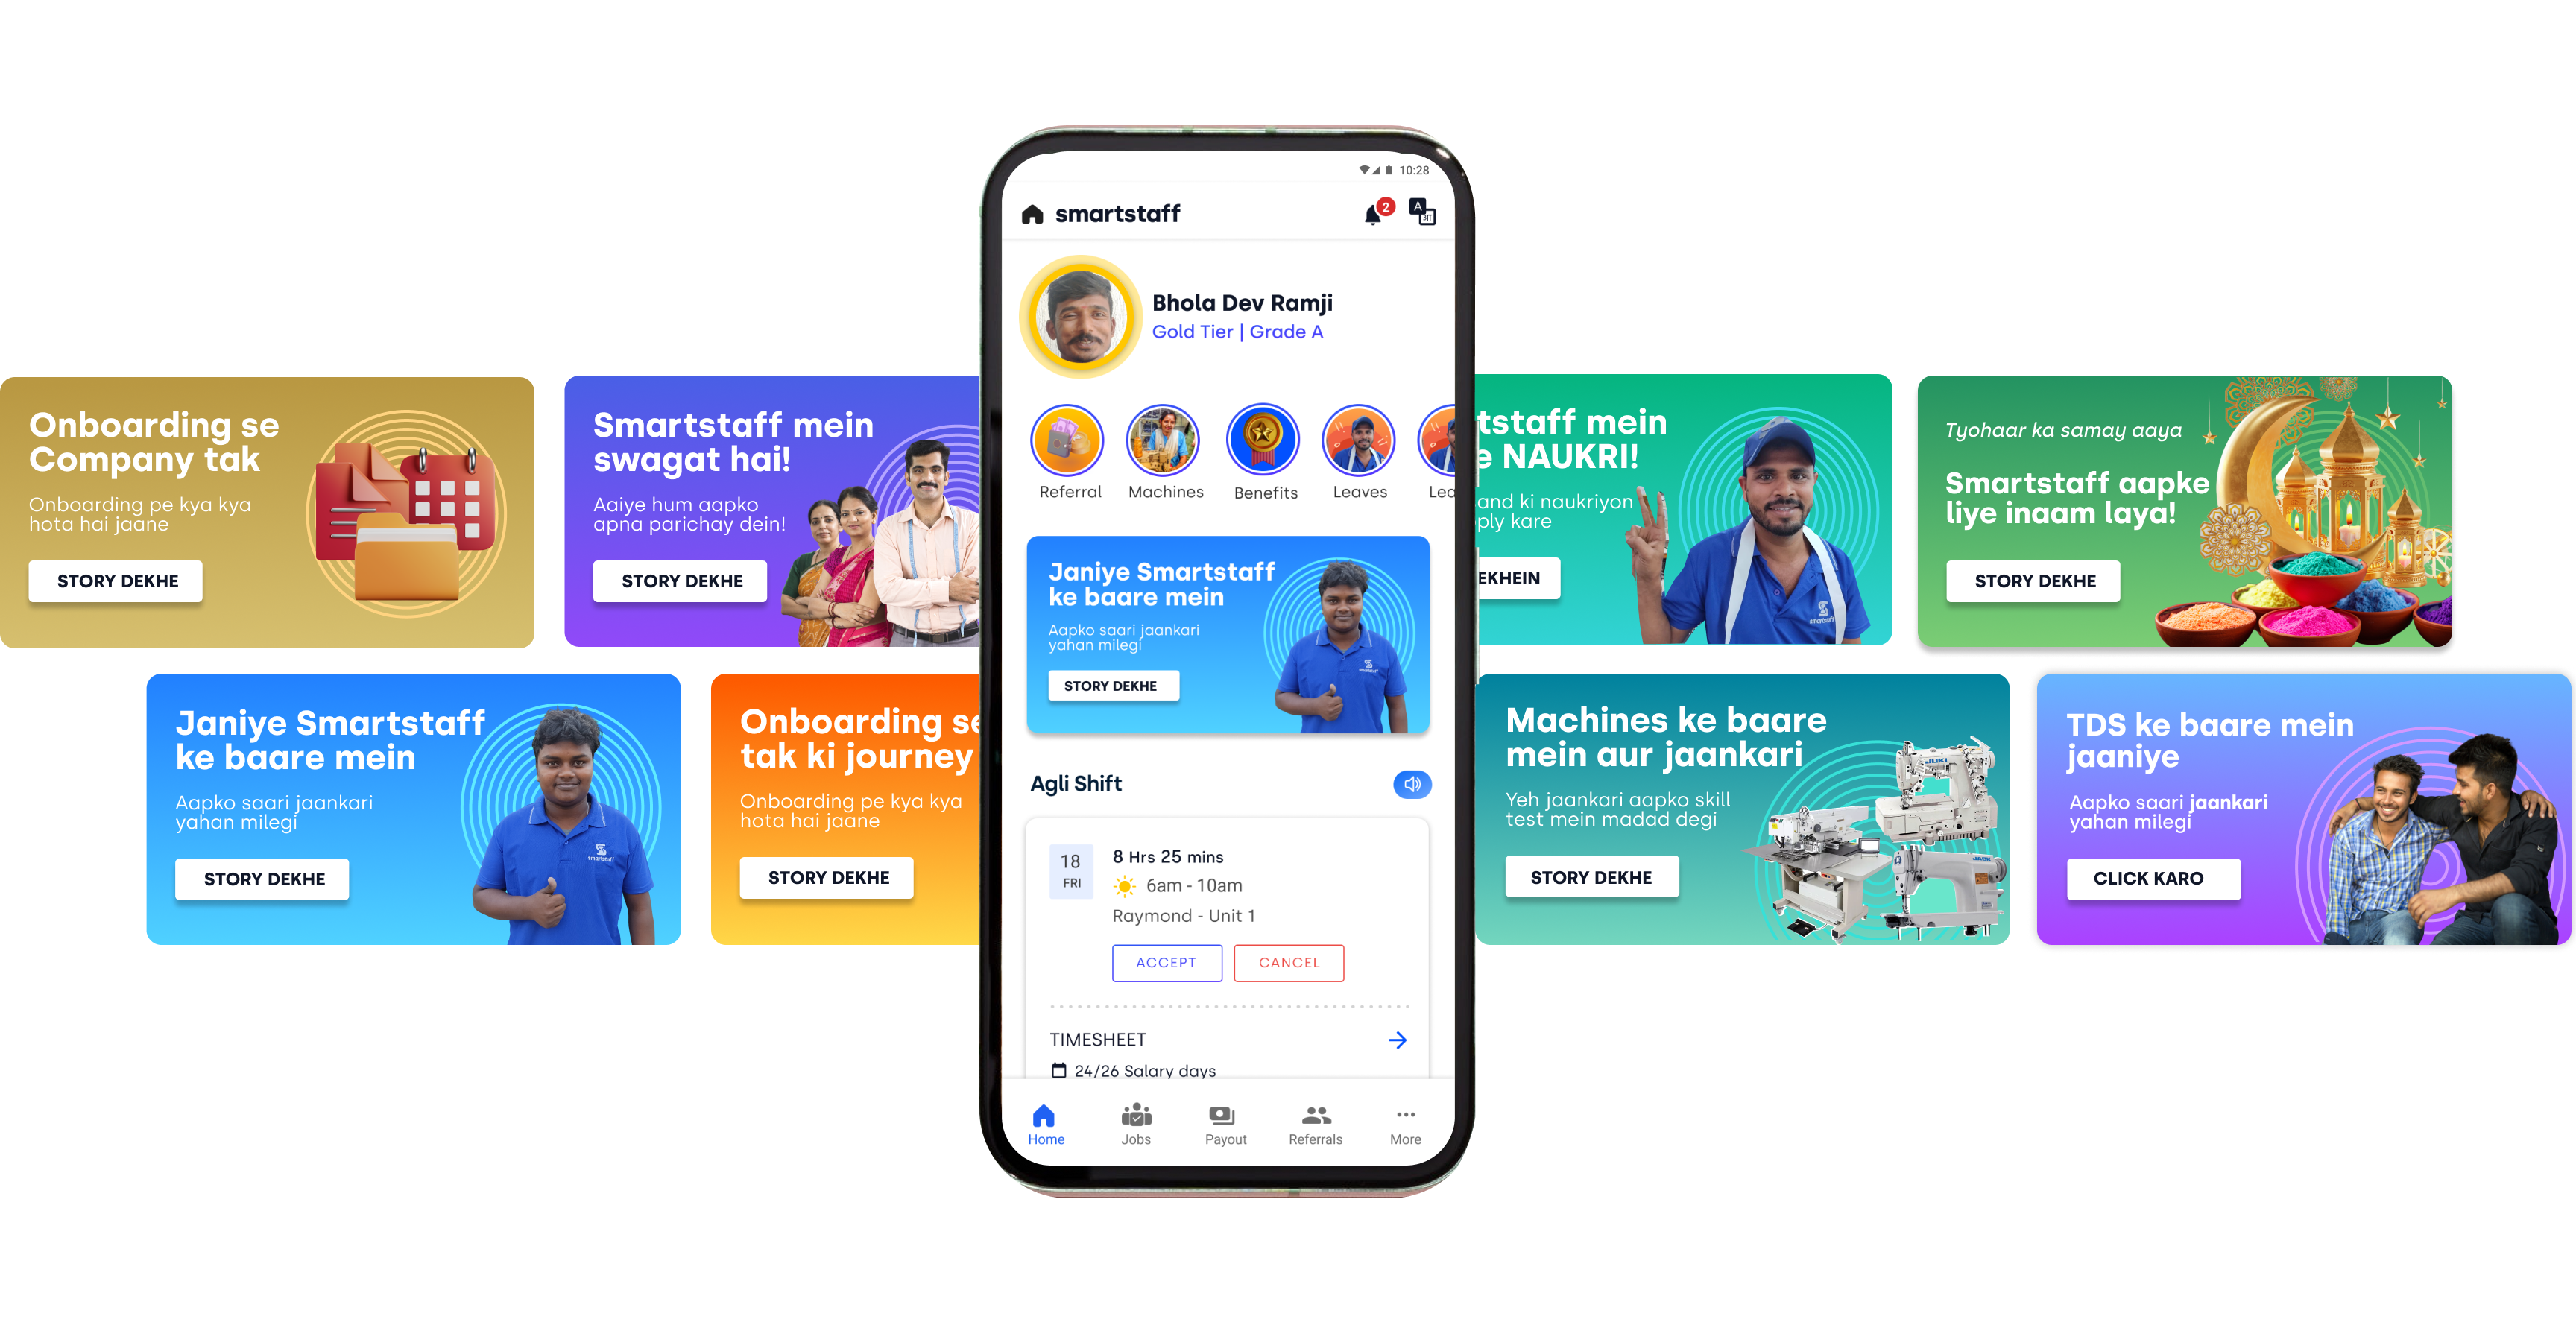 Onboarding se
Company tak
Onboarding pe kya kya
hota hai jaane
STORY DEKHE
Smartstaff mein
swagat hai!
Aaiye hum aapko
apna parichay dein!
STORY DEKHE
Janiye Smartstaff
ke baare mein
Aapko saari jaankari
yahan milegi
STORY DEKHE
smartstaff
Onboarding se
tak ki journey
Onboarding pe kya kya
hota hai jaane
STORY DEKHE
10:28
smartstaff
2
A
अ
Bhola Dev Ramji
Gold Tier | Grade A
Referral
Machines
Benefits
Leaves
Lea
Janiye Smartstaff
ke baare mein
Aapko saari jaankari
yahan milegi
STORY DEKHE
smartstaff
Agli Shift
18
FRI
8 Hrs 25 mins
6am - 10am
Raymond - Unit 1
ACCEPT
CANCEL
TIMESHEET
24/26 Salary days
Home
Jobs
Payout
Referrals
More
tstaff mein
e NAUKRI!
and ki naukriyon
ply kare
EKHEIN
smartstaff
Tyohaar ka samay aaya
Smartstaff aapke
liye inaam laya!
STORY DEKHE
Machines ke baare
mein aur jaankari
Yeh jaankari aapko skill
test mein madad degi
STORY DEKHE
JUKI
JACK
TDS ke baare mein
jaaniye
Aapko saari jaankari
yahan milegi
CLICK KARO